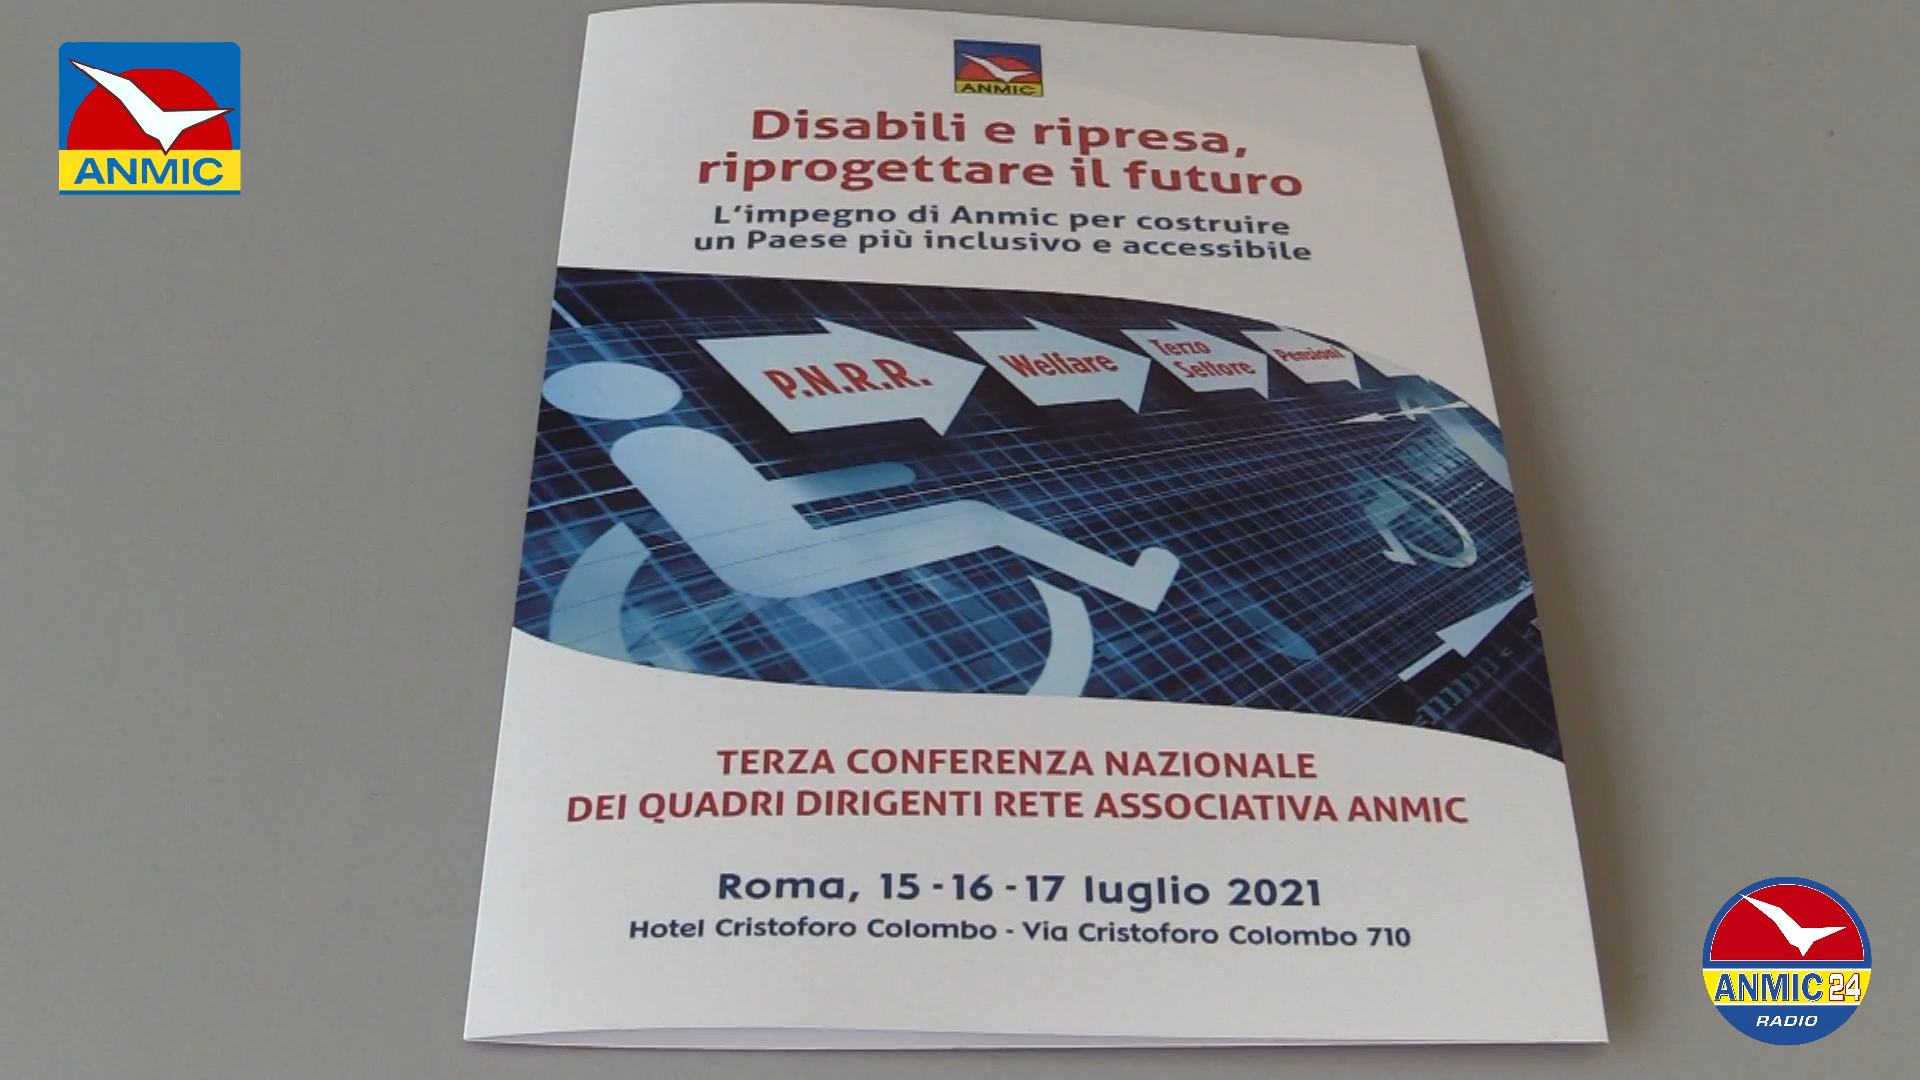 ANMIC
ANMIC
Disabili e ripresa,
riprogettare il futuro
L'impegno di Anmic per costruire
un Paese più inclusivo e accessibile
P.N.R.R.
Welfare
Terzo
Settore
Pensioni
TERZA CONFERENZA NAZIONALE
DEI QUADRI DIRIGENTI RETE ASSOCIATIVA ANMIC
Roma, 15 - 16 - 17 luglio 2021
Hotel Cristoforo Colombo - Via Cristoforo Colombo 710
ANMIC 24
RADIO